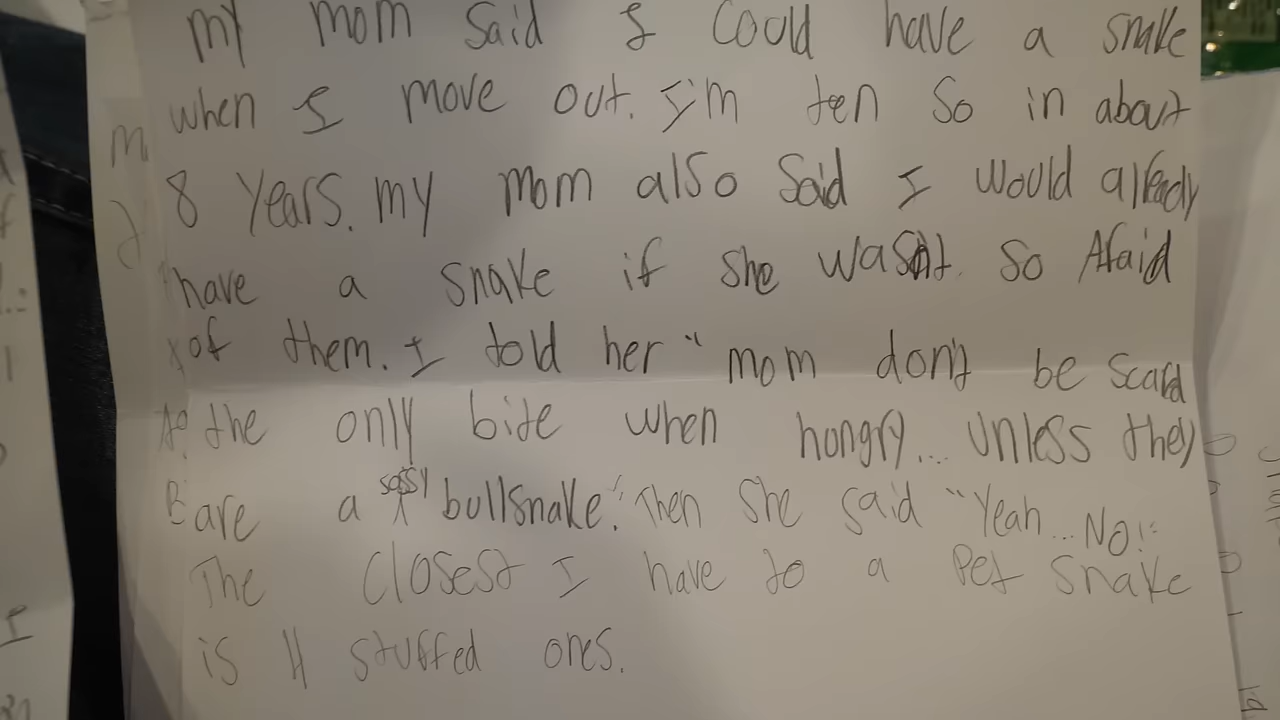 my mom said I could have a snake
when I move out. I'm ten so in about
8 years. my mom also said I would already
have a snake if she wasn't so Afaid
of them. I told her "mom don't be scard
the only bite when hongry... unless they
are a sassy bullsnake." Then she said "Yeah... No!"
The closest I have to a Pet snake
is 11 stuffed ones.